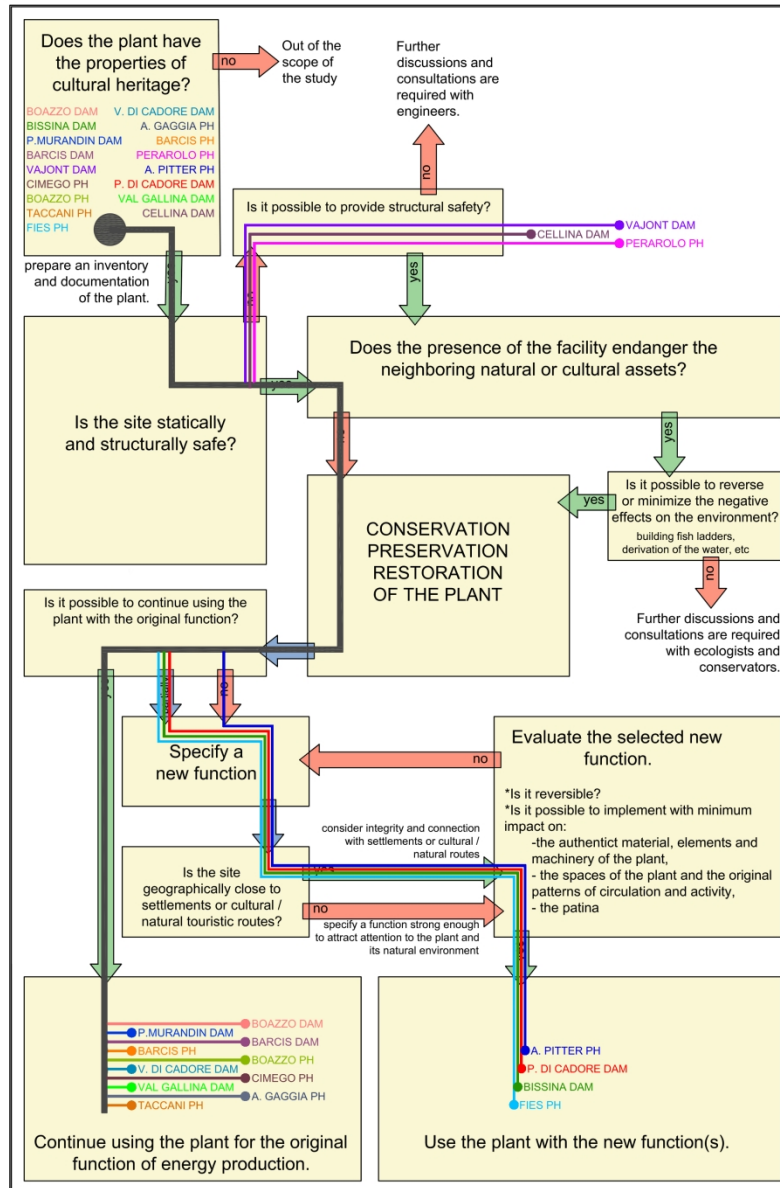 Does the plant have
the properties of
cultural heritage?
BOAZZO DAM
BISSINA DAM
P.MURANDIN DAM
BARCIS DAM
VAJONT DAM
CIMEGO PH
BOAZZO PH
TACCANI PH
FIES PH
V. DI CADORE DAM
A. GAGGIA PH
BARCIS PH
PERAROLO PH
A. PITTER PH
P. DI CADORE DAM
VAL GALLINA DAM
CELLINA DAM
no
Out of the
scope of
the study
Further
discussions and
consultations are
required with
engineers.
no
Is it possible to provide structural safety?
VAJONT DAM
CELLINA DAM
PERAROLO PH
prepare an inventory
and documentation
of the plant.
yes
no
yes
Is the site statically
and structurally safe?
yes
Does the presence of the facility endanger the
neighboring natural or cultural assets?
no
yes
Is it possible to reverse
or minimize the negative
effects on the environment?
building fish ladders,
derivation of the water, etc
yes
no
Further discussions and
consultations are required
with ecologists and
conservators.
CONSERVATION
PRESERVATION
RESTORATION
OF THE PLANT
Is it possible to continue using the
plant with the original function?
yes
partially
no
Specify a
new function
no
Evaluate the selected new
function.
*Is it reversible?
*Is it possible to implement with minimum
impact on:
-the authentict material, elements and
machinery of the plant,
- the spaces of the plant and the original
patterns of circulation and activity,
- the patina
consider integrity and connection
with settlements or cultural /
natural routes
Is the site
geographically close to
settlements or cultural /
natural touristic routes?
yes
no
specify a function strong enough
to attract attention to the plant and
its natural environment
yes
BOAZZO DAM
P.MURANDIN DAM
BARCIS DAM
BARCIS PH
BOAZZO PH
V. DI CADORE DAM
CIMEGO PH
VAL GALLINA DAM
A. GAGGIA PH
TACCANI PH
Continue using the plant for the original
function of energy production.
A. PITTER PH
P. DI CADORE DAM
BISSINA DAM
FIES PH
Use the plant with the new function(s).